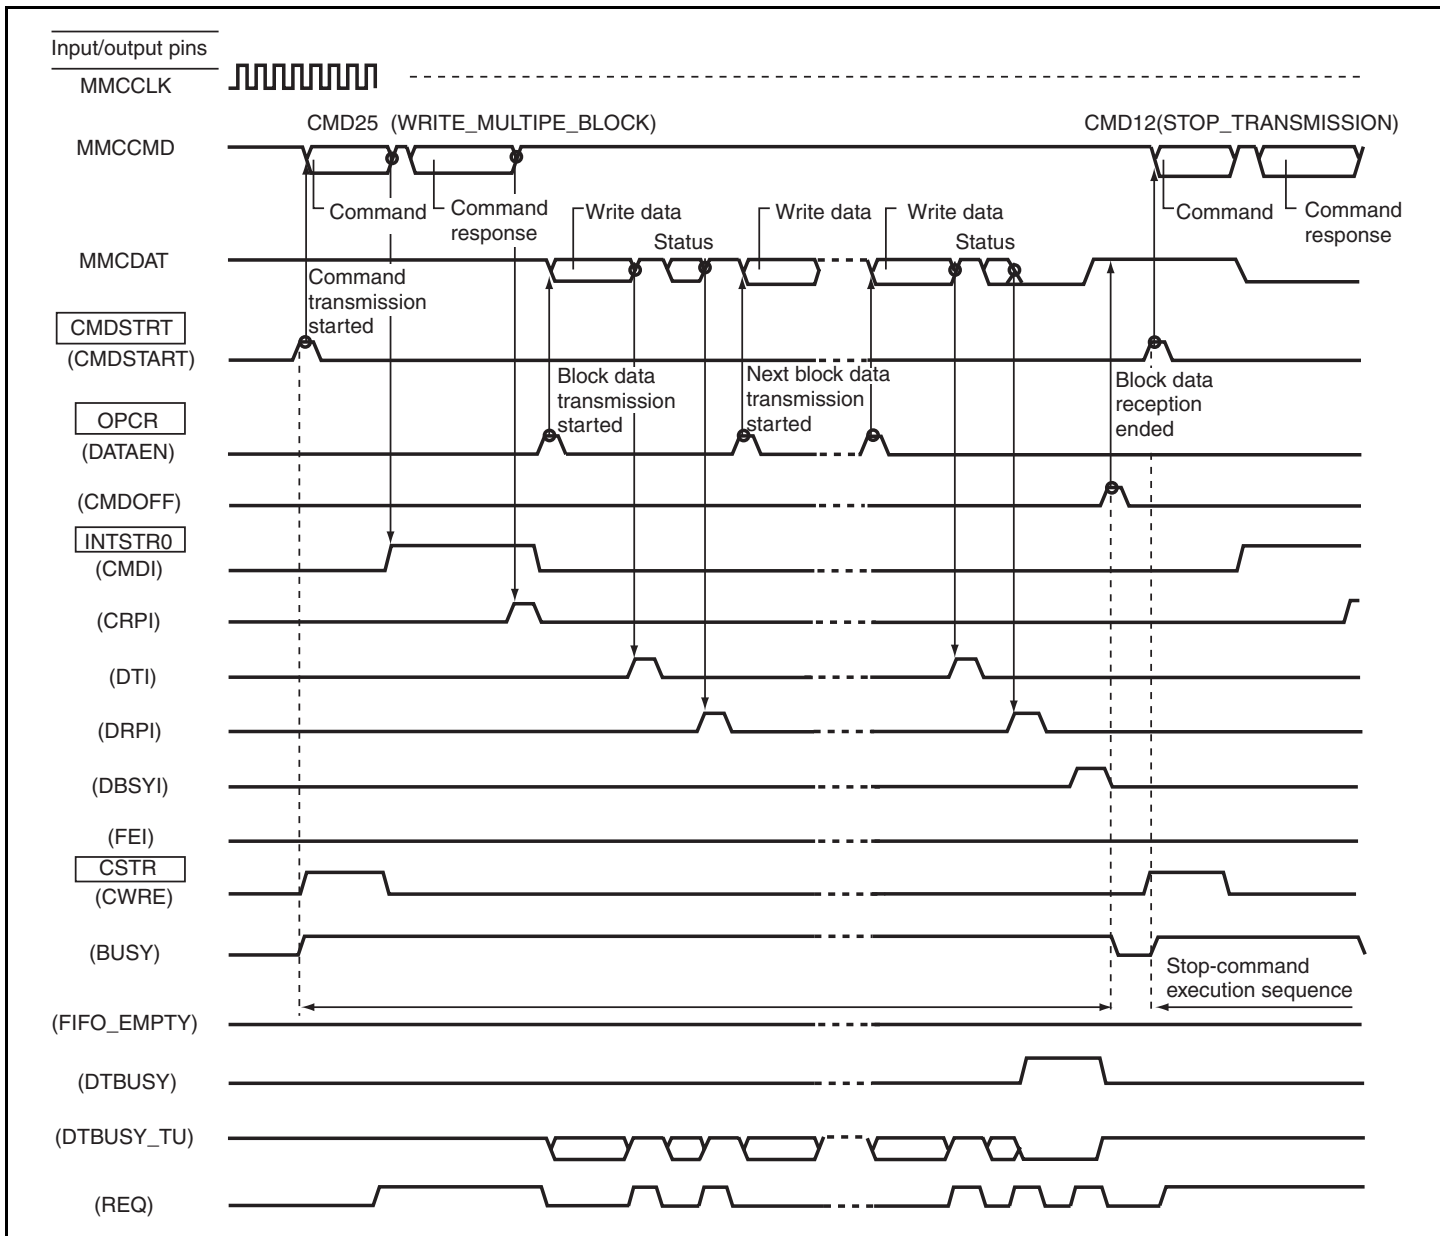 Input/output pins
MMCCLK
CMD25 (WRITE_MULTIPE_BLOCK)
CMD12(STOP_TRANSMISSION)
MMCCMD
Command
Command
response
Command
Command
response
Write data
Status
Write data
Write data
Status
MMCDAT
Command
transmission
started
CMDSTRT
(CMDSTART)
Block data
transmission
started
Next block data
transmission
started
Block data
reception
ended
OPCR
(DATAEN)
(CMDOFF)
INTSTR0
(CMDI)
(CRPI)
(DTI)
(DRPI)
(DBSYI)
(FEI)
CSTR
(CWRE)
(BUSY)
Stop-command
execution sequence
(FIFO_EMPTY)
(DTBUSY)
(DTBUSY_TU)
(REQ)